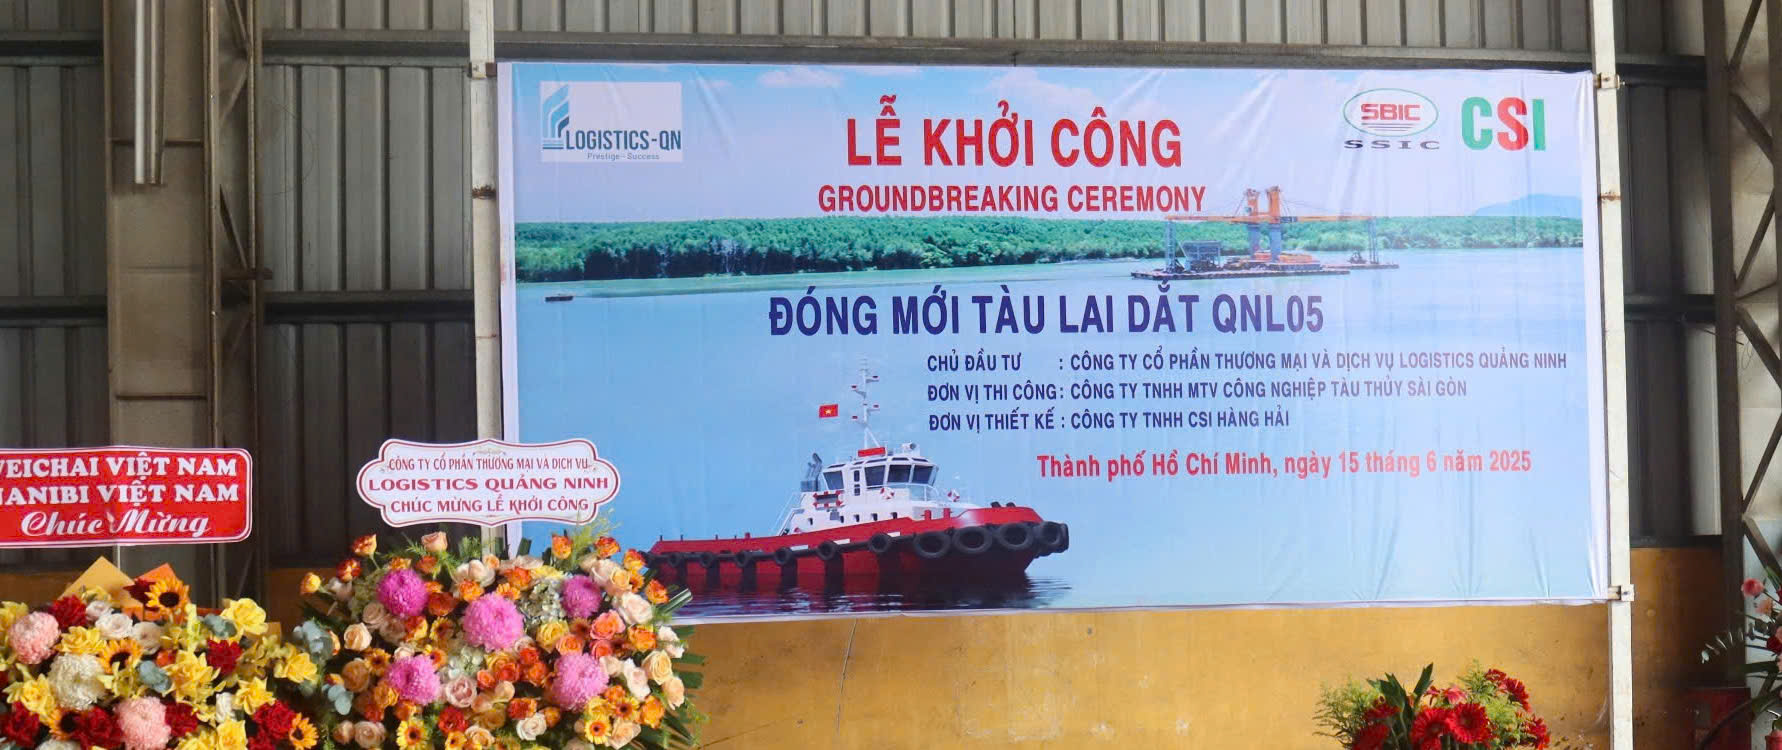 LOGISTICS-QN
Prestige - Success
LỄ KHỞI CÔNG
GROUNDBREAKING CEREMONY
SBIC
SSIC
CSI
ĐÓNG MỚI TÀU LAI DẮT QNL05
CHỦ ĐẦU TƯ : CÔNG TY CỔ PHẦN THƯƠNG MẠI VÀ DỊCH VỤ LOGISTICS QUẢNG NINH
ĐƠN VỊ THI CÔNG : CÔNG TY TNHH MTV CÔNG NGHIỆP TÀU THỦY SÀI GÒN
ĐƠN VỊ THIẾT KẾ : CÔNG TY TNHH CSI HÀNG HẢI
Thành phố Hồ Chí Minh, ngày 15 tháng 6 năm 2025
VIỆT NAM
VIỆT NAM
Chúc Mừng
CÔNG TY CỔ PHẦN THƯƠNG MẠI VÀ DỊCH VỤ
LOGISTICS QUẢNG NINH
CHÚC MỪNG LỄ KHỞI CÔNG